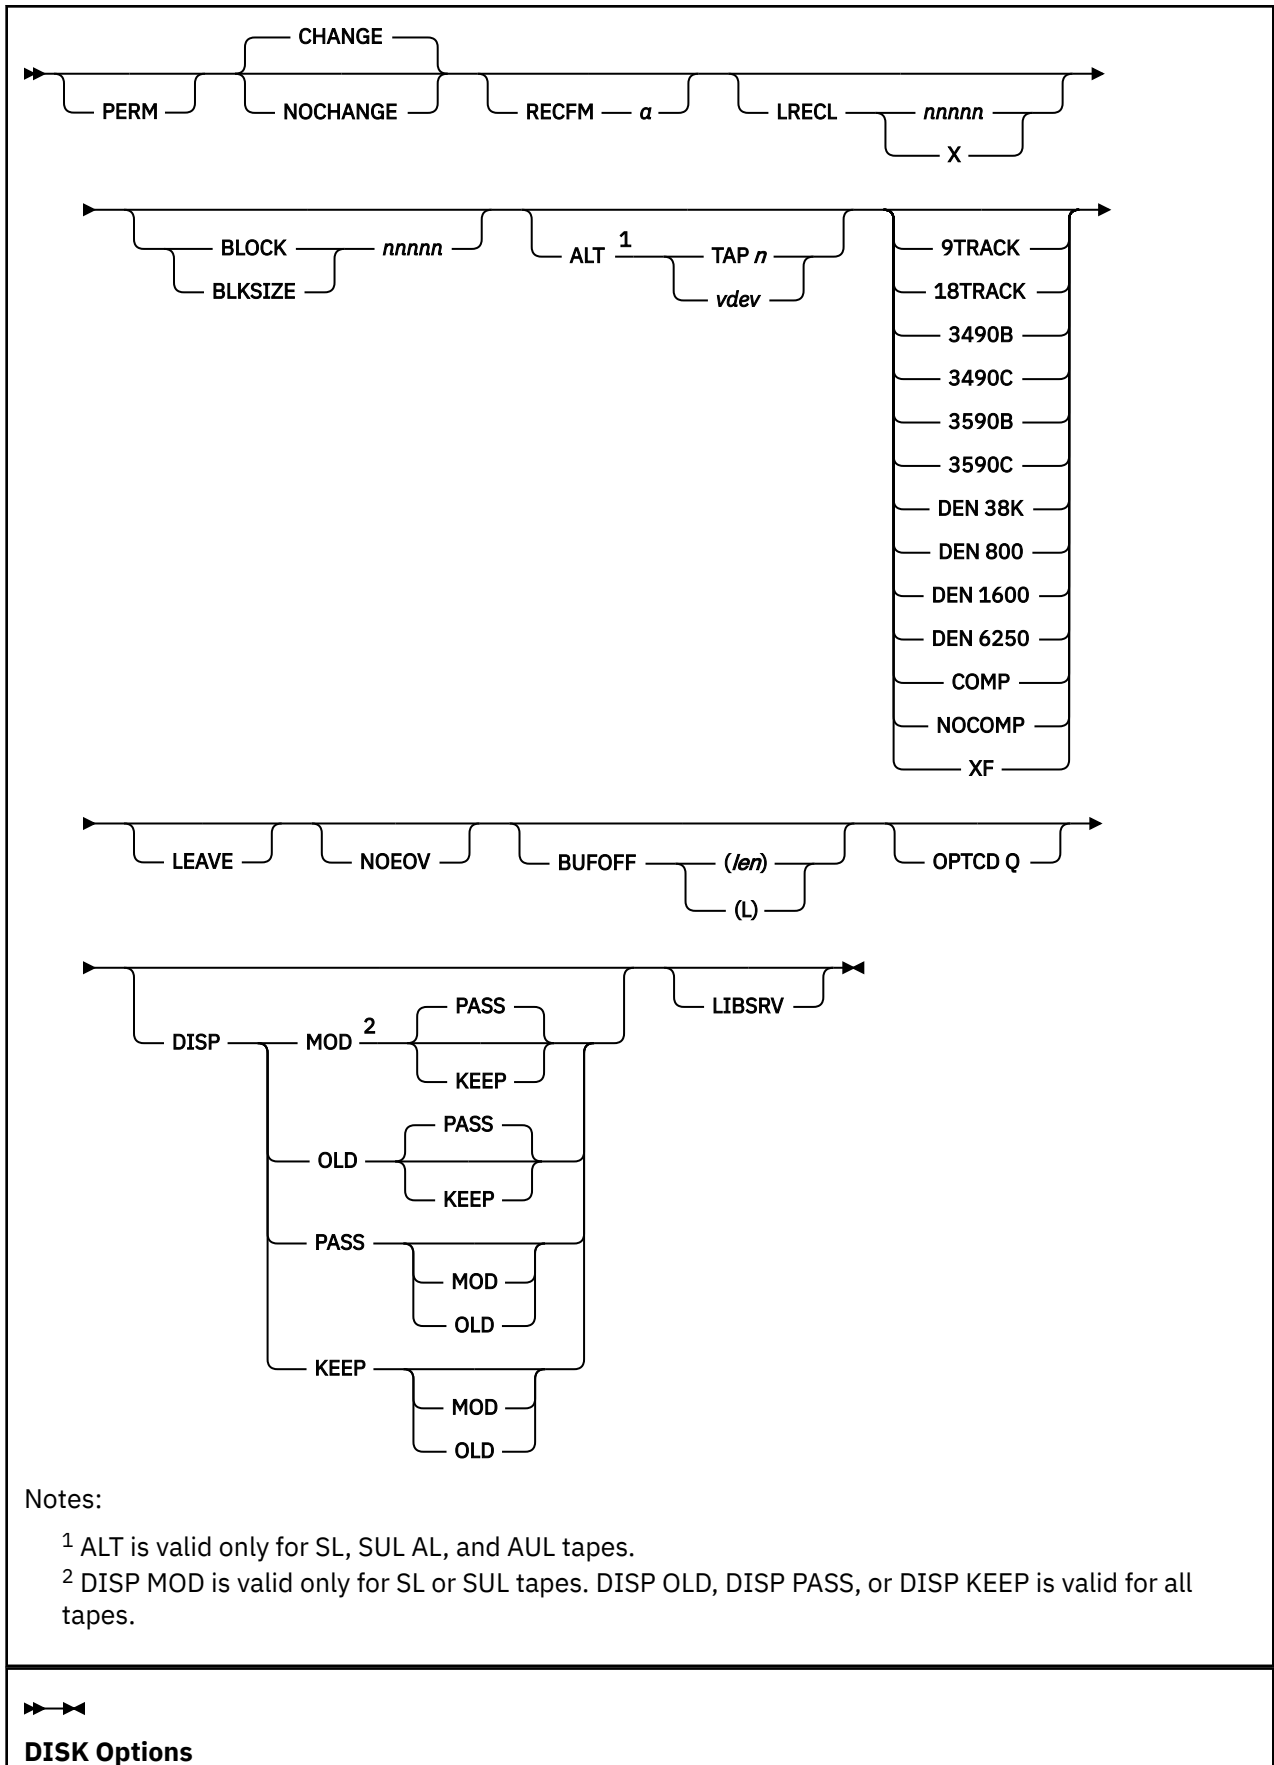 CHANGE
PERM NOCHANGE RECFM a LRECL nnnnn
X
BLOCK nnnnn ALT 1 TAP n 9TRACK
BLKSIZE vdev 18TRACK
3490B
3490C
3590B
3590C
DEN 38K
DEN 800
DEN 1600
DEN 6250
COMP
NOCOMP
XF
LEAVE NOEOV BUFOFF (len) OPTCD Q
(L)
PASS LIBSRV
DISP MOD 2
KEEP
PASS
OLD
KEEP
PASS
MOD
OLD
KEEP
MOD
OLD
Notes:
1 ALT is valid only for SL, SUL AL, and AUL tapes.
2 DISP MOD is valid only for SL or SUL tapes. DISP OLD, DISP PASS, or DISP KEEP is valid for all
tapes.
DISK Options